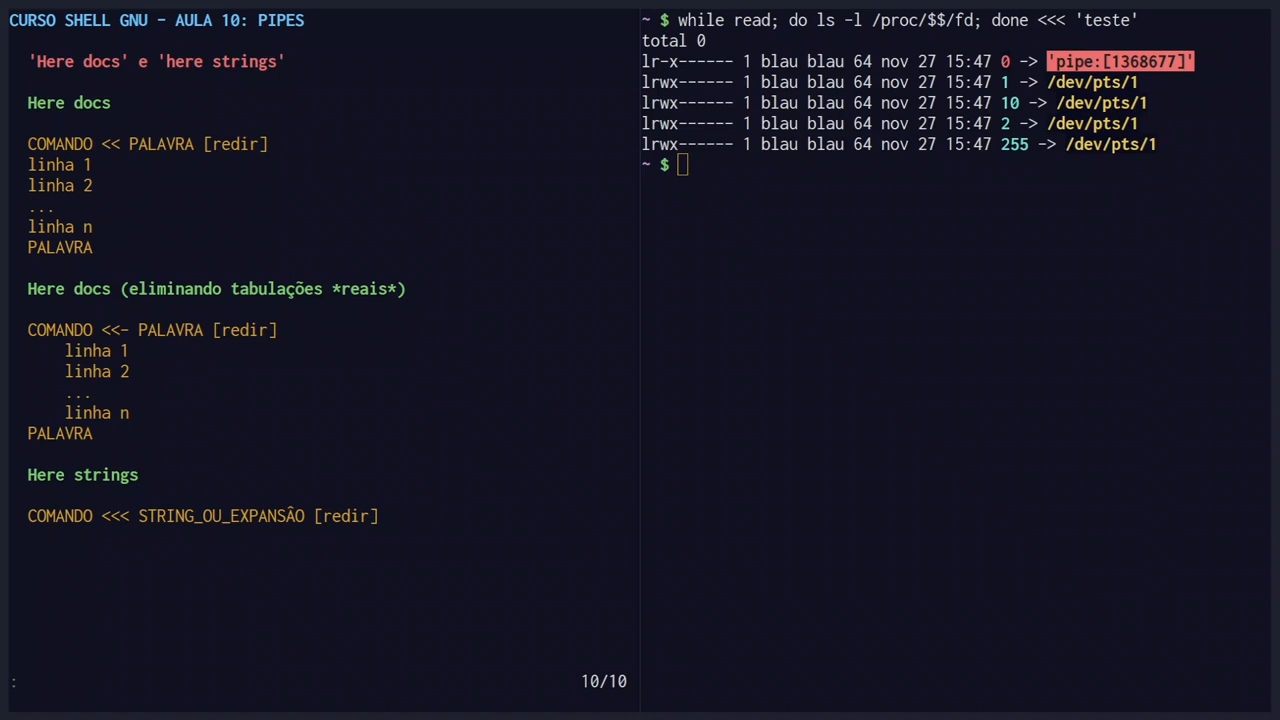 CURSO SHELL GNU - AULA 10: PIPES
'Here docs' e 'here strings'
Here docs
COMANDO << PALAVRA [redir]
linha 1
linha 2
...
linha n
PALAVRA
Here docs (eliminando tabulações *reais*)
COMANDO <<- PALAVRA [redir]
linha 1
linha 2
...
linha n
PALAVRA
Here strings
COMANDO <<< STRING_OU_EXPANSÂO [redir]
:
10/10
~ $ while read; do ls -l /proc/$$/fd; done <<< 'teste'
total 0
lr-x------ 1 blau blau 64 nov 27 15:47 0 -> 'pipe:[1368677]'
lrwx------ 1 blau blau 64 nov 27 15:47 1 -> /dev/pts/1
lrwx------ 1 blau blau 64 nov 27 15:47 10 -> /dev/pts/1
lrwx------ 1 blau blau 64 nov 27 15:47 2 -> /dev/pts/1
lrwx------ 1 blau blau 64 nov 27 15:47 255 -> /dev/pts/1
~ $